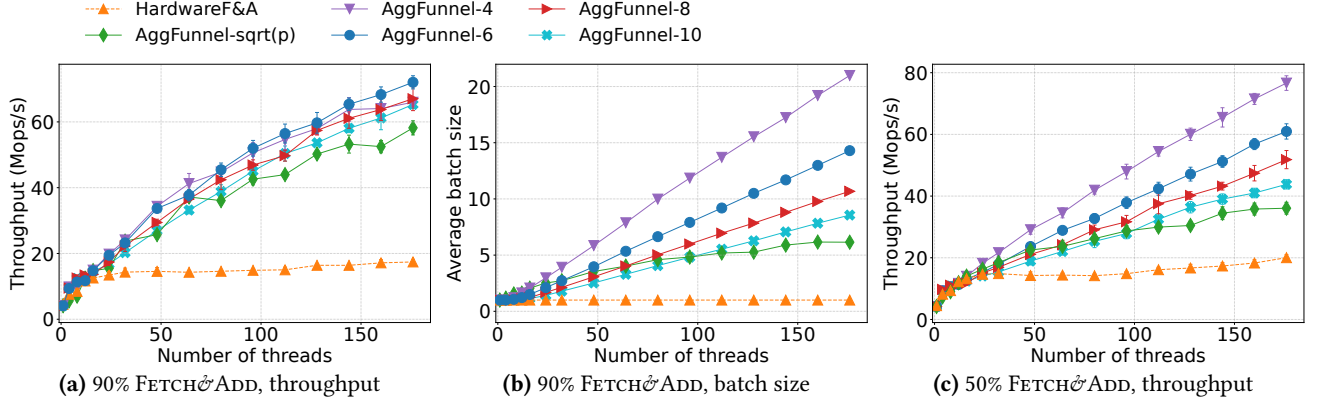 HardwareF&A
AggFunnel-4
AggFunnel-8
AggFunnel-sqrt(p)
AggFunnel-6
AggFunnel-10
Throughput (Mops/s)
60
40
20
0
0
50
100
150
Number of threads
(a) 90% FETCH&ADD, throughput
Average batch size
20
15
10
5
0
0
50
100
150
Number of threads
(b) 90% FETCH&ADD, batch size
Throughput (Mops/s)
80
60
40
20
0
0
50
100
150
Number of threads
(c) 50% FETCH&ADD, throughput